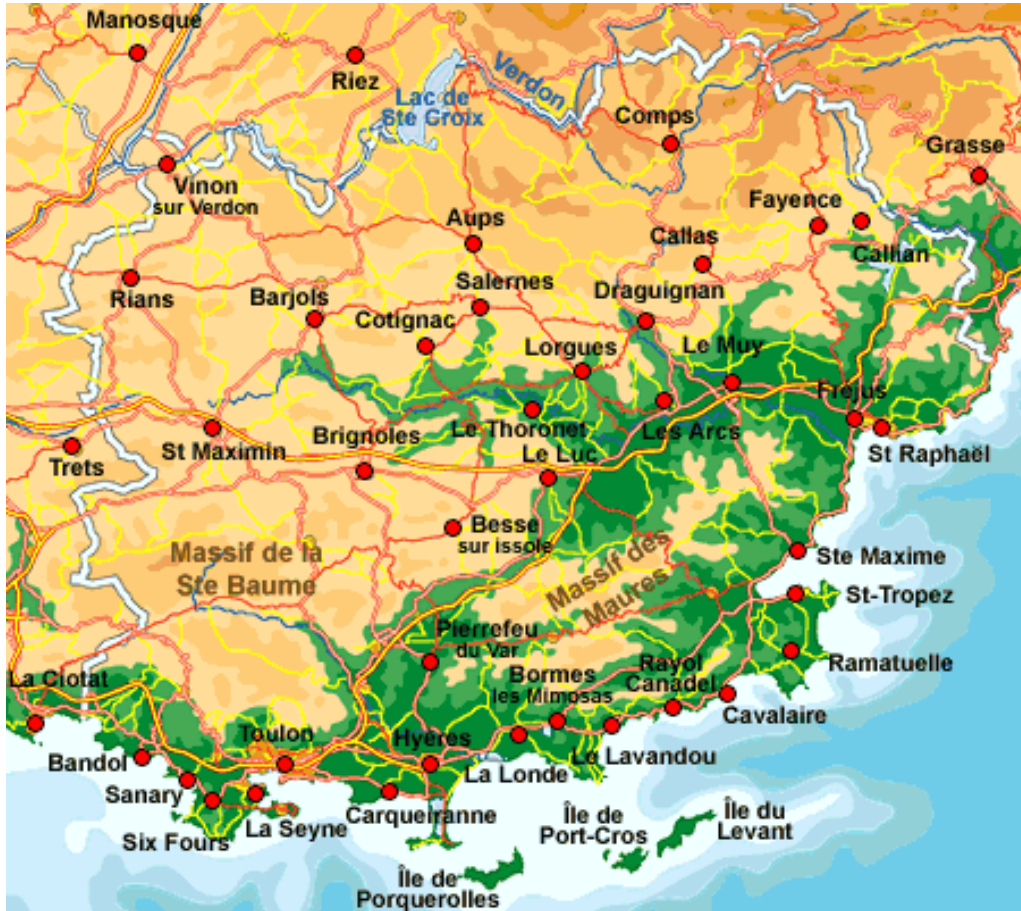 Manosque
Riez
Verdon
Lac de
Ste Croix
Comps
Grasse
Vinon
sur Verdon
Fayence
Aups
Callas
Callian
Rians
Barjols
Salernes
Draguignan
Cotignac
Lorgues
Le Muy
Fréjus
Trets
St Maximin
Brignoles
Le Thoronet
Les Arcs
Le Luc
St Raphaël
Besse
sur issole
Massif de la
Ste Baume
Massif des
Maures
Ste Maxime
St-Tropez
Pierrefeu
du Var
Ramatuelle
La Ciotat
Bormes
les Mimosas
Rayol
Canadel
Cavalaire
Toulon
Hyères
Le Lavandou
Bandol
La Londe
Sanary
Carqueiranne
Six Fours
La Seyne
Île de
Port-Cros
Île du
Levant
Île de
Porquerolles